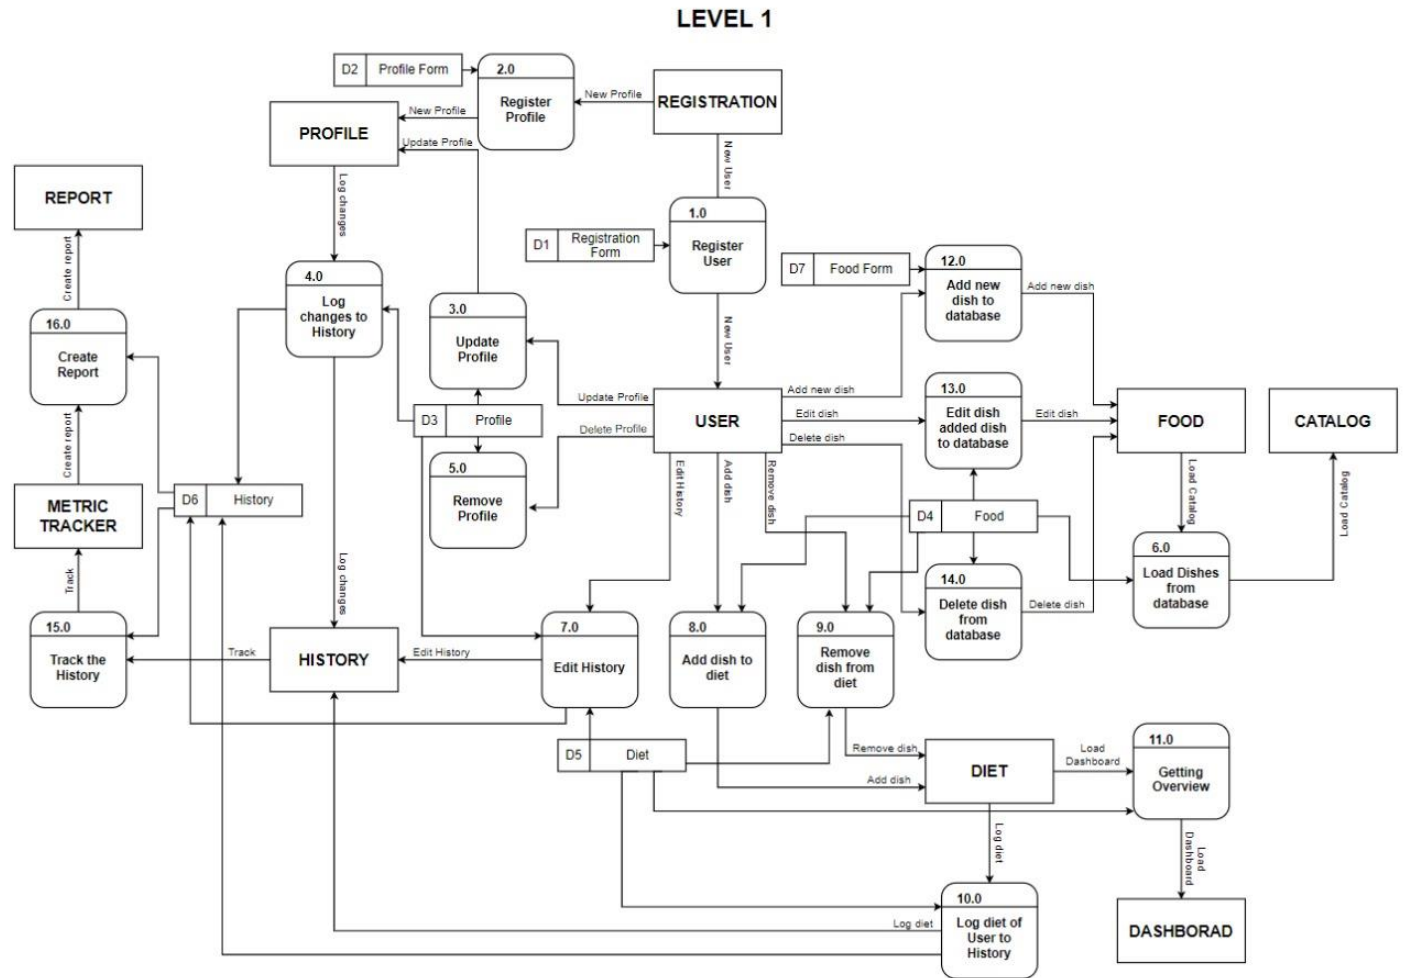 LEVEL 1
D2
Profile Form
2.0
Register
Profile
New Profile
REGISTRATION
New Profile
PROFILE
Update Profile
New User
Log changes
REPORT
1.0
Register
User
D1
Registration
Form
Create report
4.0
Log
changes to
History
3.0
Update
Profile
D7
Food Form
12.0
Add new
dish to
database
Add new dish
16.0
Create
Report
New User
Update Profile
USER
Add new dish
13.0
Edit dish
added dish
to database
Edit dish
Edit dish
FOOD
CATALOG
D3
Profile
Delete Profile
Delete dish
Create report
5.0
Remove
Profile
Edit History
Add dish
Remove dish
Load Catalog
Load Catalog
METRIC
TRACKER
D6
History
D4
Food
6.0
Load Dishes
from
database
Track
Log changes
14.0
Delete dish
from
database
Delete dish
15.0
Track the
History
Track
HISTORY
Edit History
7.0
Edit History
8.0
Add dish to
diet
9.0
Remove
dish from
diet
D5
Diet
Remove dish
Add dish
DIET
Load
Dashboard
11.0
Getting
Overview
Log diet
Load
Dashboard
10.0
Log diet of
User to
History
Log diet
DASHBORAD